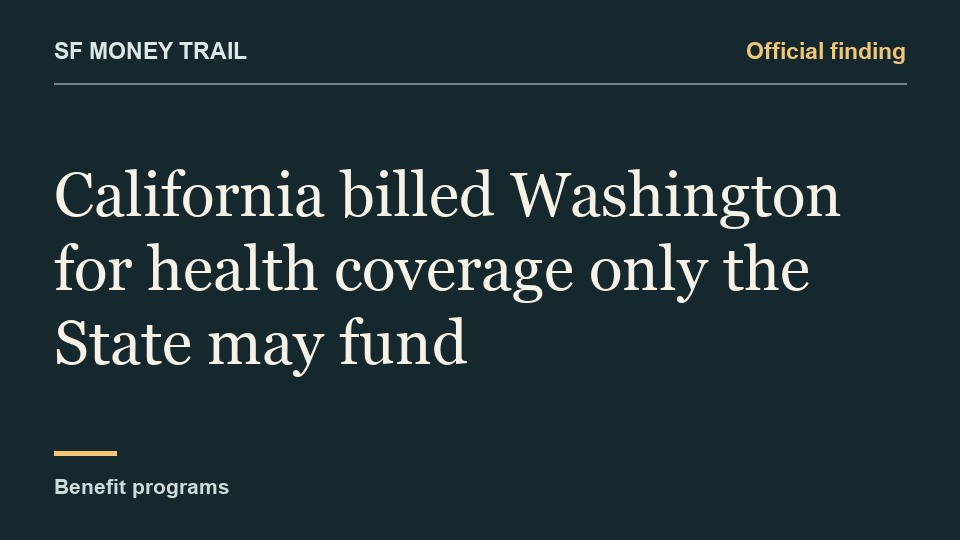 SF MONEY TRAIL
Official finding
California billed Washington
for health coverage only the
State may fund
Benefit programs